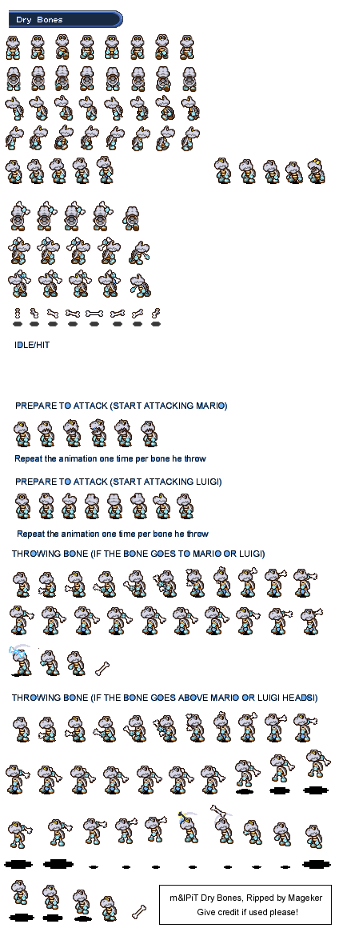 Dry Bones
IDLE/HIT
PREPARE TO ATTACK (START ATTACKING MARIO)
Repeat the animation one time per bone he throw
PREPARE TO ATTACK (START ATTACKING LUIGI)
Repeat the animation one time per bone he throw
THROWING BONE (IF THE BONE GOES TO MARIO OR LUIGI)
THROWING BONE (IF THE BONE GOES ABOVE MARIO OR LUIGI HEADS!)
m&lPiT Dry Bones, Ripped by Mageker
Give credit if used please!